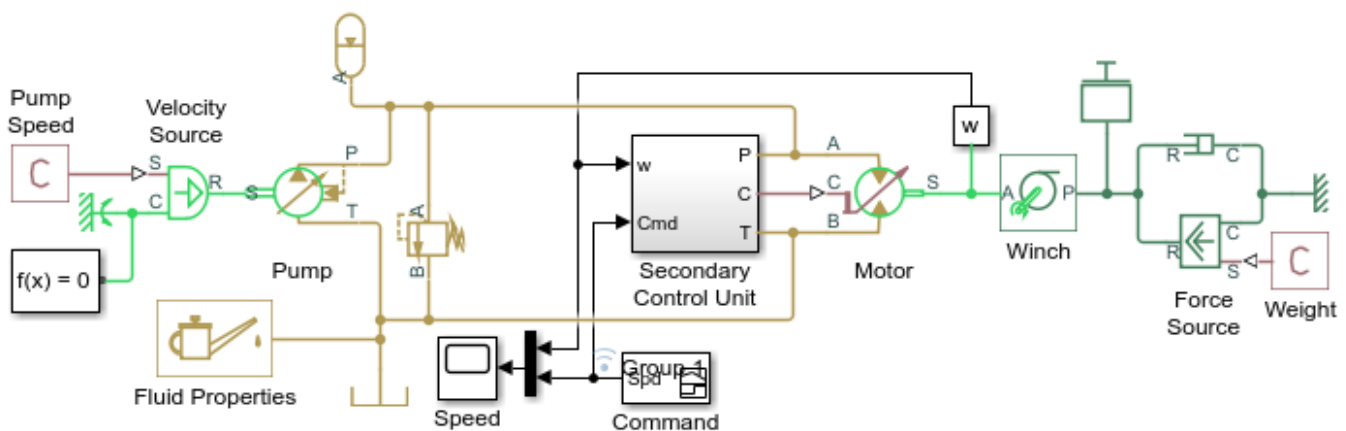 Pump
Speed
C
Velocity
Source
S
C
R
f(x) = 0
A
S
P
T
Pump
A
B
Fluid Properties
Speed
Group 1
Spd
Command
w
Cmd
P
C
T
Secondary
Control Unit
A
C
B
S
Motor
w
A
P
Winch
R
C
C
R
S
Force
Source
C
Weight